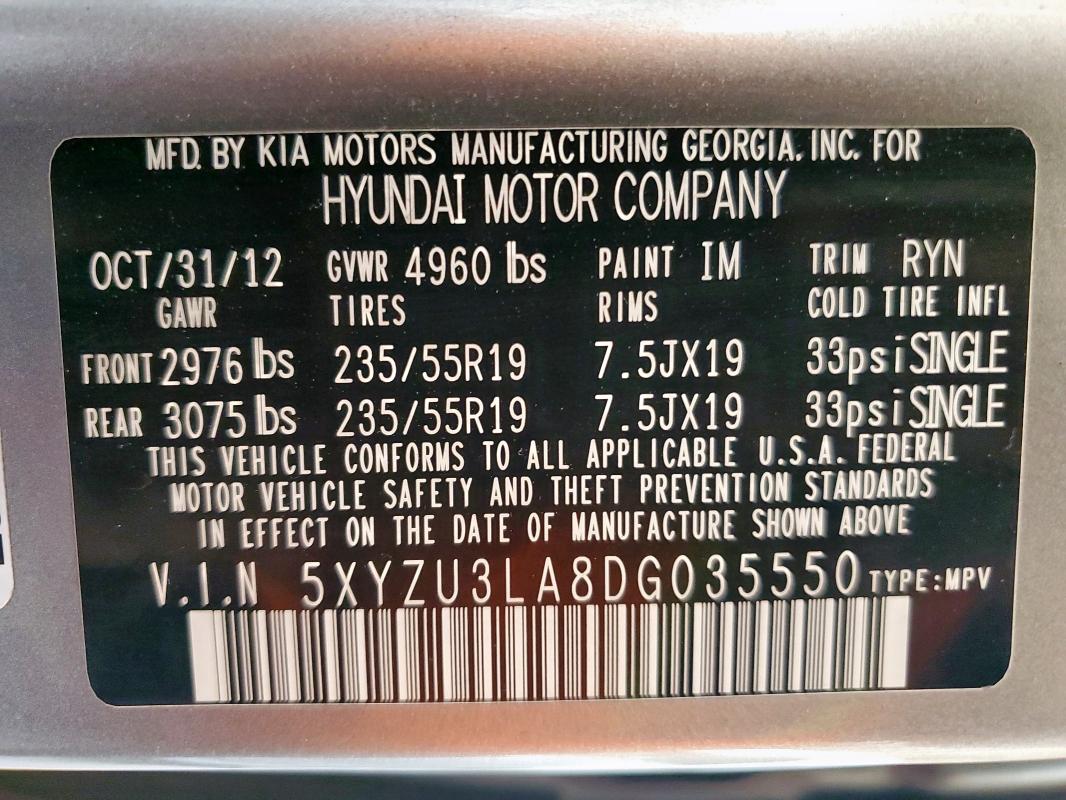 MFD. BY KIA MOTORS MANUFACTURING GEORGIA. INC. FOR
HYUNDAI MOTOR COMPANY
OCT/31/12 GVWR 4960 lbs PAINT IM TRIM RYN
GAWR TIRES RIMS COLD TIRE INFL
FRONT 2976 lbs 235/55R19 7.5JX19 33psi SINGLE
REAR 3075 lbs 235/55R19 7.5JX19 33psi SINGLE
THIS VEHICLE CONFORMS TO ALL APPLICABLE U.S.A. FEDERAL
MOTOR VEHICLE SAFETY AND THEFT PREVENTION STANDARDS
IN EFFECT ON THE DATE OF MANUFACTURE SHOWN ABOVE
V.I.N 5XYZU3LA8DG035550 TYPE:MPV